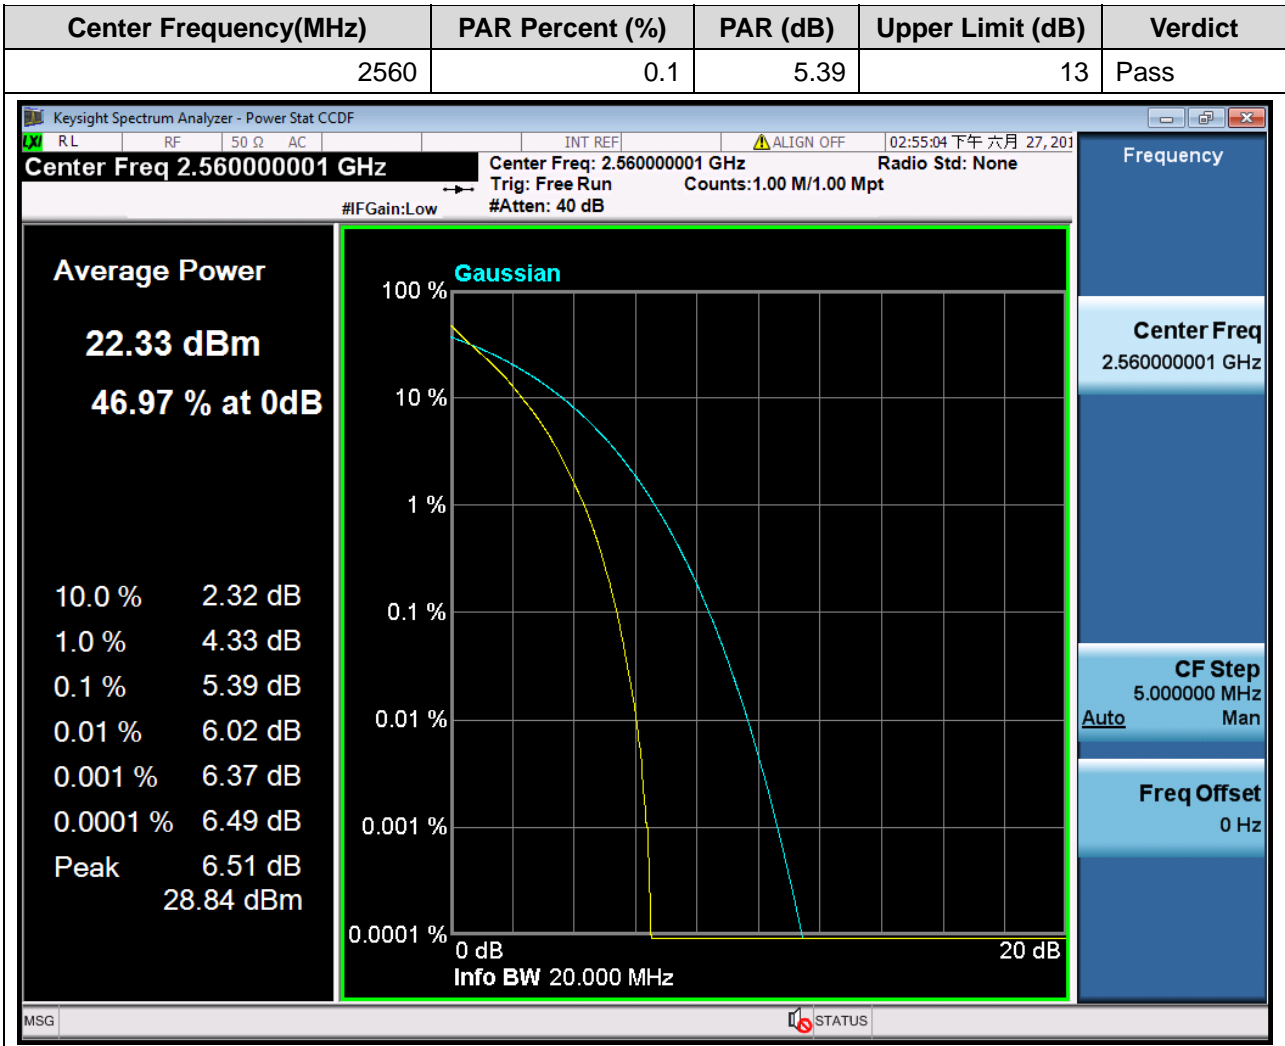 Center Frequency(MHz) PAR Percent (%) PAR (dB) Upper Limit (dB) Verdict
2560 0.1 5.39 13 Pass
Keysight Spectrum Analyzer - Power Stat CCDF
LXI RL RF 50 Ω AC INT REF ALIGN OFF 02:55:04 下午 六月 27, 201
Center Freq 2.560000001 GHz
Center Freq: 2.560000001 GHz Radio Std: None
Trig: Free Run Counts:1.00 M/1.00 Mpt
#IFGain:Low #Atten: 40 dB
Frequency
Average Power
22.33 dBm
46.97 % at 0dB
10.0 % 2.32 dB
1.0 % 4.33 dB
0.1 % 5.39 dB
0.01 % 6.02 dB
0.001 % 6.37 dB
0.0001 % 6.49 dB
Peak 6.51 dB
28.84 dBm
Gaussian
100 %
10 %
1 %
0.1 %
0.01 %
0.001 %
0.0001 %
0 dB 20 dB
Info BW 20.000 MHz
Center Freq
2.560000001 GHz
CF Step
5.000000 MHz
Auto Man
Freq Offset
0 Hz
MSG STATUS